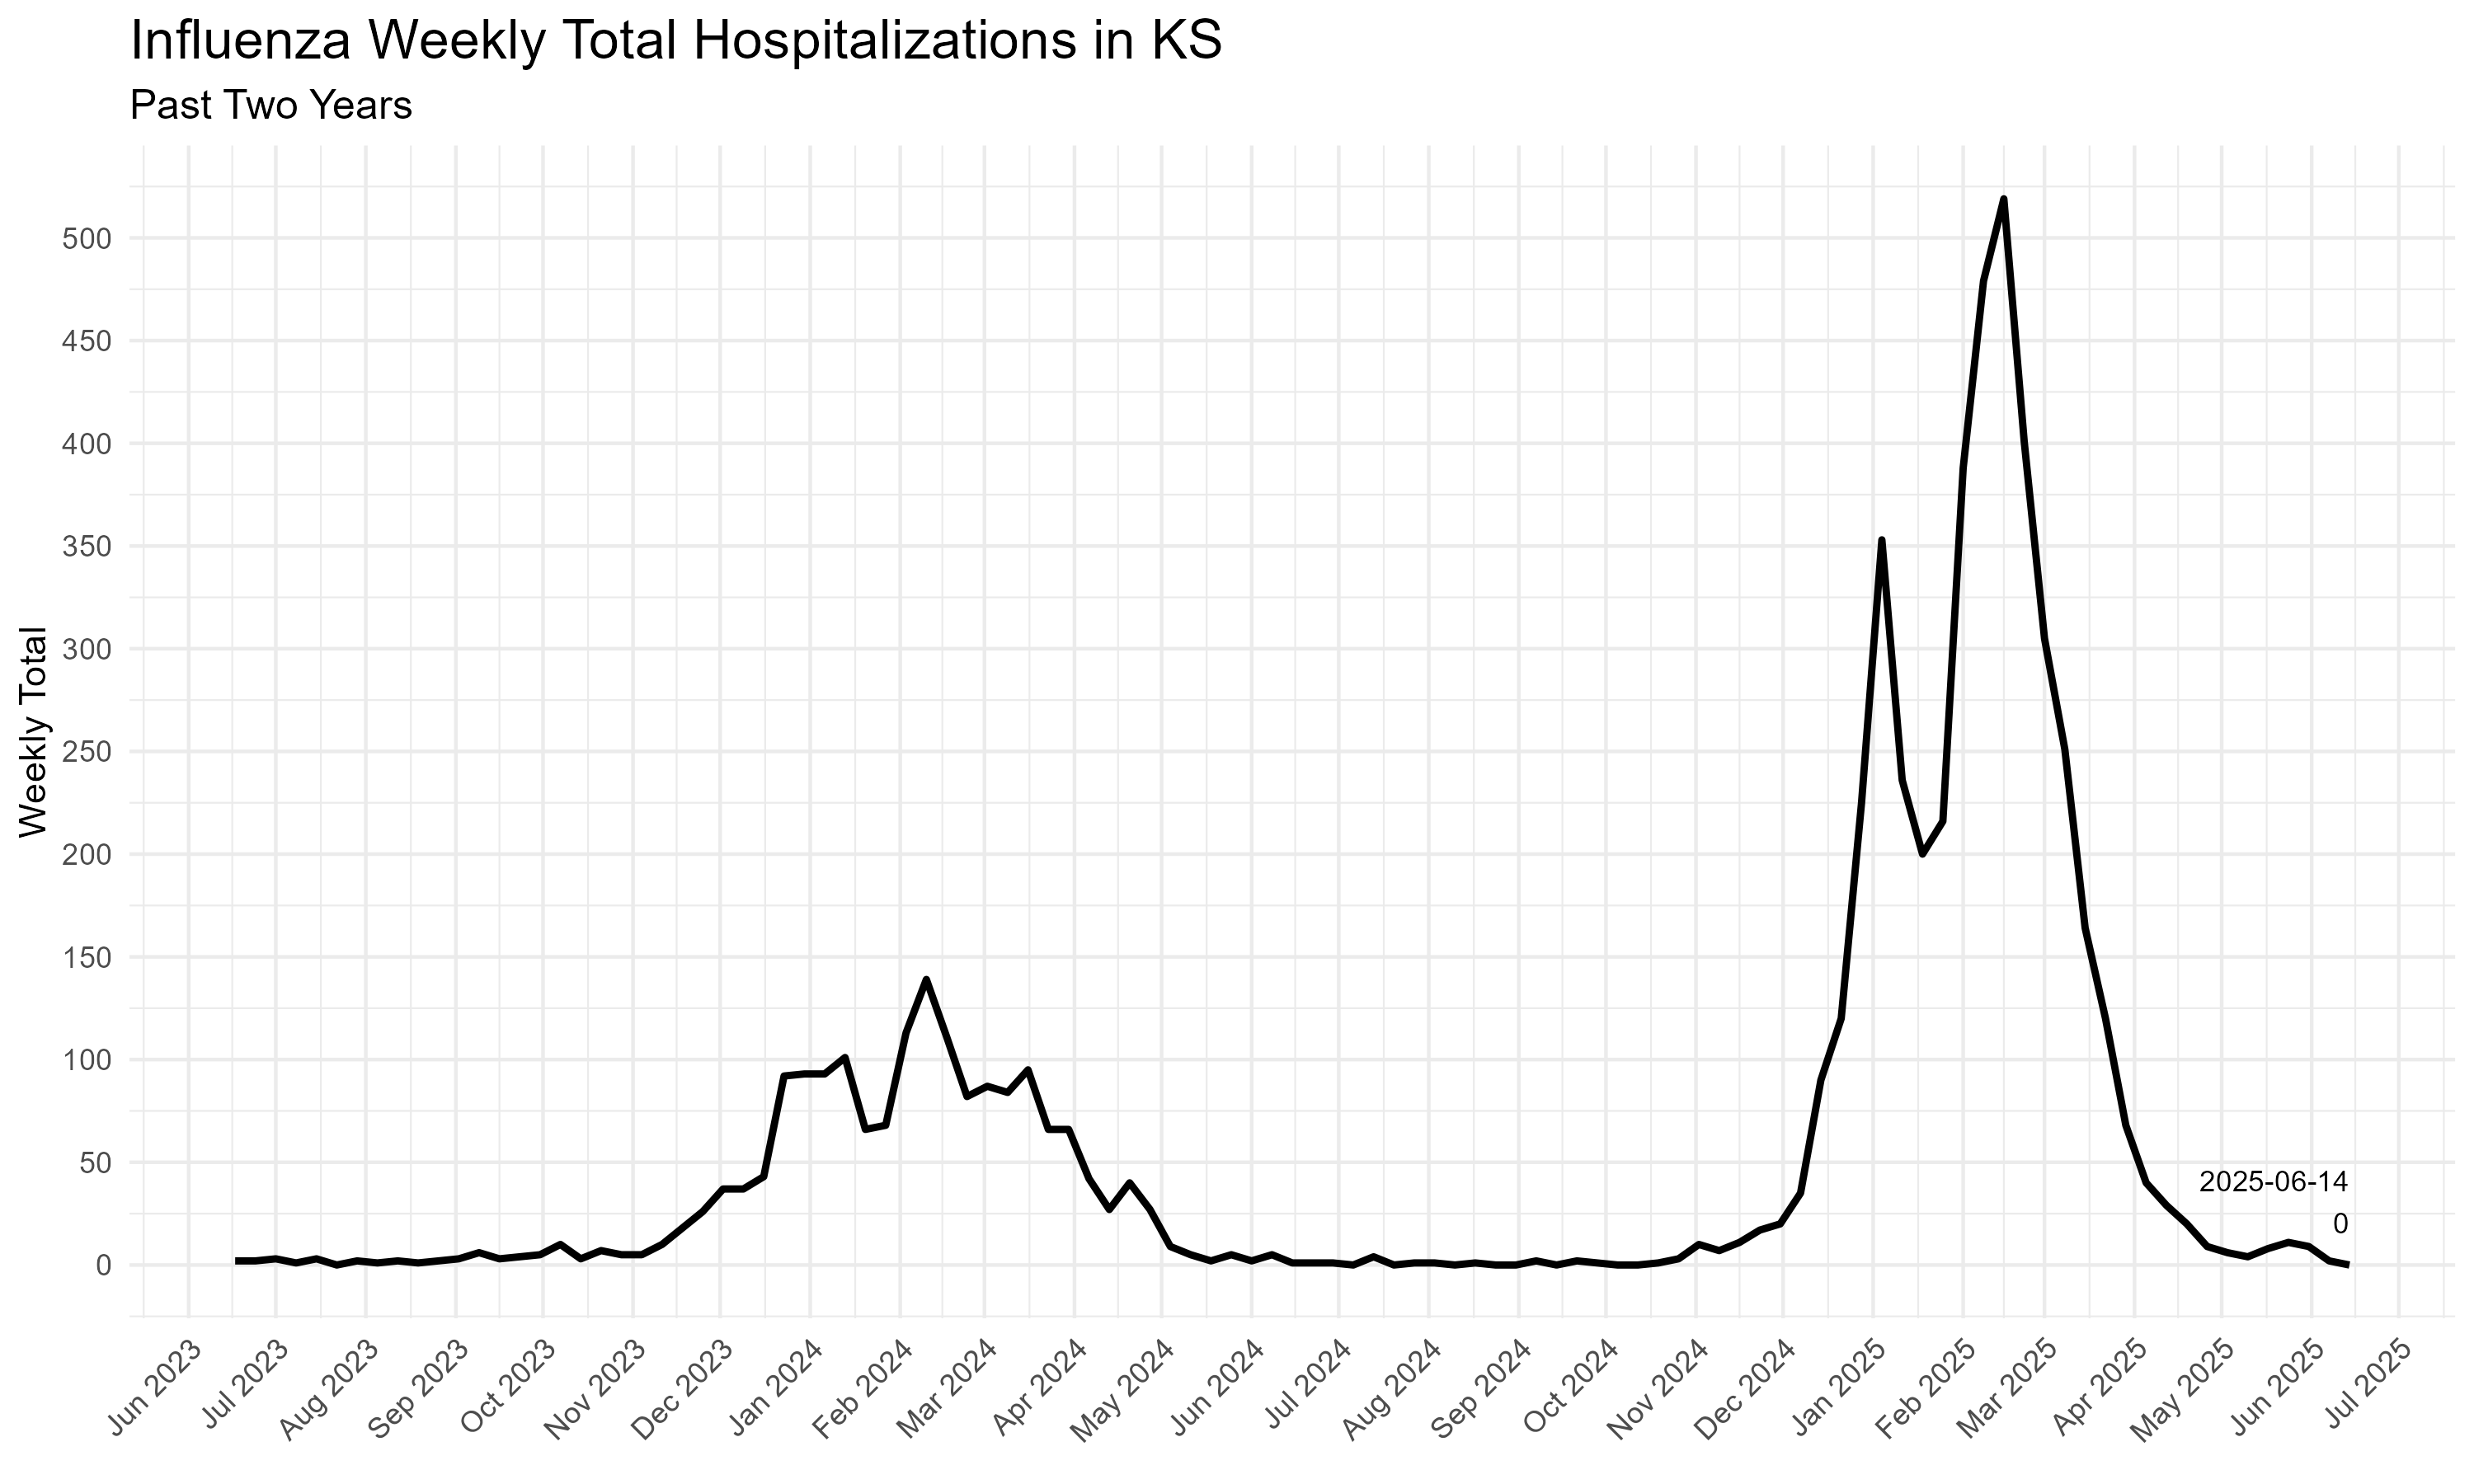 Influenza Weekly Total Hospitalizations in KS
Past Two Years
Weekly Total
500
450
400
350
300
250
200
150
100
50
0
2025-06-14
0
Jun 2023
Jul 2023
Aug 2023
Sep 2023
Oct 2023
Nov 2023
Dec 2023
Jan 2024
Feb 2024
Mar 2024
Apr 2024
May 2024
Jun 2024
Jul 2024
Aug 2024
Sep 2024
Oct 2024
Nov 2024
Dec 2024
Jan 2025
Feb 2025
Mar 2025
Apr 2025
May 2025
Jun 2025
Jul 2025